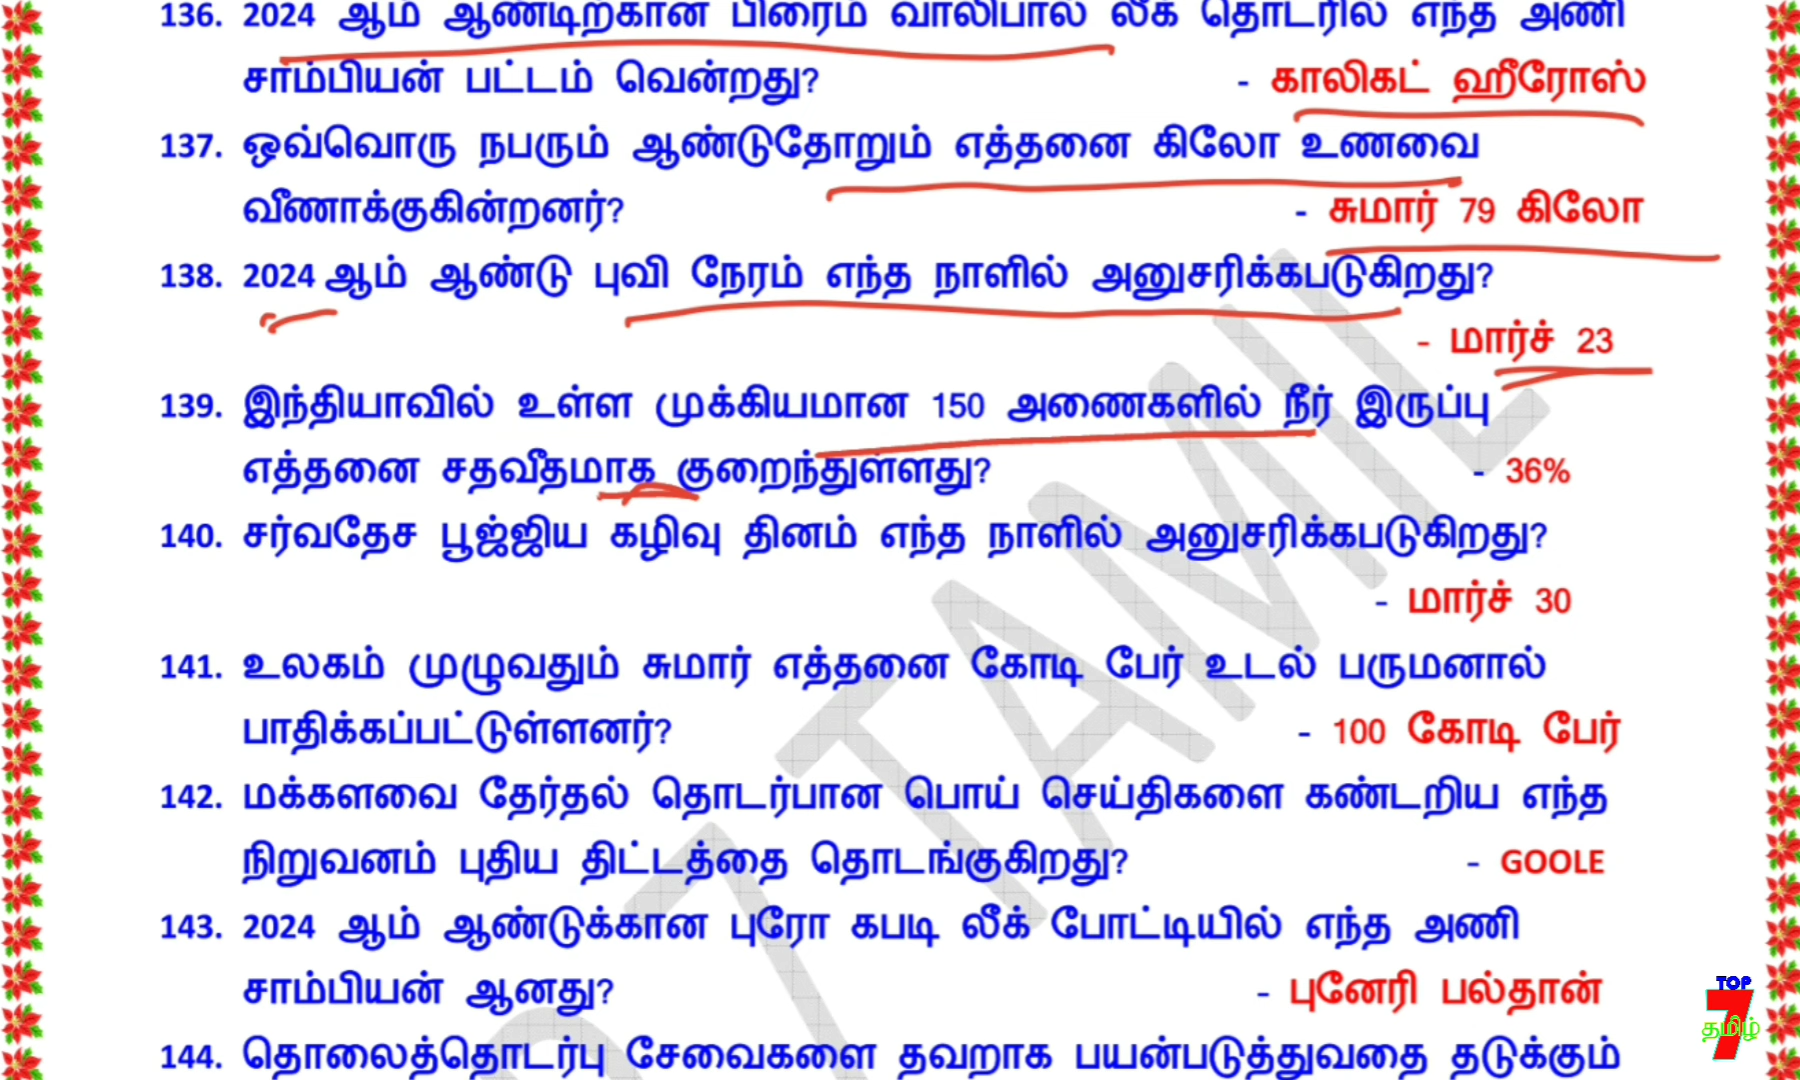 136. 2024 ஆம் ஆண்டிற்கான பிரைம் வாலிபால் லீக் தொடரில் எந்த அணி
சாம்பியன் பட்டம் வென்றது? - காலிகட் ஹீரோஸ்
137. ஒவ்வொரு நபரும் ஆண்டுதோறும் எத்தனை கிலோ உணவை
வீணாக்குகின்றனர்? - சுமார் 79 கிலோ
138. 2024 ஆம் ஆண்டு புவி நேரம் எந்த நாளில் அனுசரிக்கபடுகிறது?
- மார்ச் 23
139. இந்தியாவில் உள்ள முக்கியமான 150 அணைகளில் நீர் இருப்பு
எத்தனை சதவீதமாக குறைந்துள்ளது? - 36%
140. சர்வதேச பூஜ்ஜிய கழிவு தினம் எந்த நாளில் அனுசரிக்கபடுகிறது?
- மார்ச் 30
141. உலகம் முழுவதும் சுமார் எத்தனை கோடி பேர் உடல் பருமனால்
பாதிக்கப்பட்டுள்ளனர்? - 100 கோடி பேர்
142. மக்களவை தேர்தல் தொடர்பான பொய் செய்திகளை கண்டறிய எந்த
நிறுவனம் புதிய திட்டத்தை தொடங்குகிறது? - GOOLE
143. 2024 ஆம் ஆண்டுக்கான புரோ கபடி லீக் போட்டியில் எந்த அணி
சாம்பியன் ஆனது? - புனேரி பல்தான்
144. தொலைத்தொடர்பு சேவைகளை தவறாக பயன்படுத்துவதை தடுக்கும்
7 TAMIL
TOP
7
தமிழ்